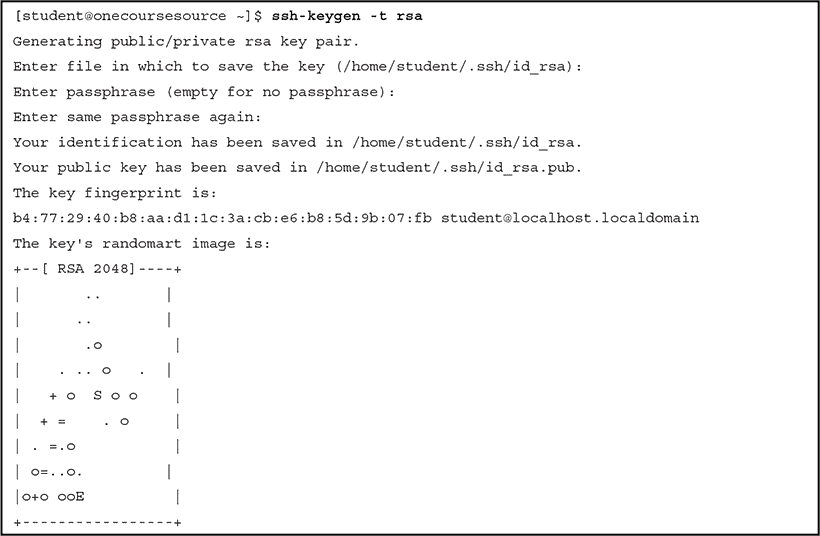 [student@onecoursesource ~]$ ssh-keygen -t rsa
Generating public/private rsa key pair.
Enter file in which to save the key (/home/student/.ssh/id_rsa):
Enter passphrase (empty for no passphrase):
Enter same passphrase again:
Your identification has been saved in /home/student/.ssh/id_rsa.
Your public key has been saved in /home/student/.ssh/id_rsa.pub.
The key fingerprint is:
b4:77:29:40:b8:aa:d1:1c:3a:cb:e6:b8:5d:9b:07:fb student@localhost.localdomain
The key's randomart image is:
+--[ RSA 2048]----+
|       ..       |
|      ..        |
|       .o        |
|    . .. o   .  |
|   + o  S o o    |
|  + =    . o     |
| . =.o           |
| o=..o.         |
|o+o ooE          |
+-----------------+